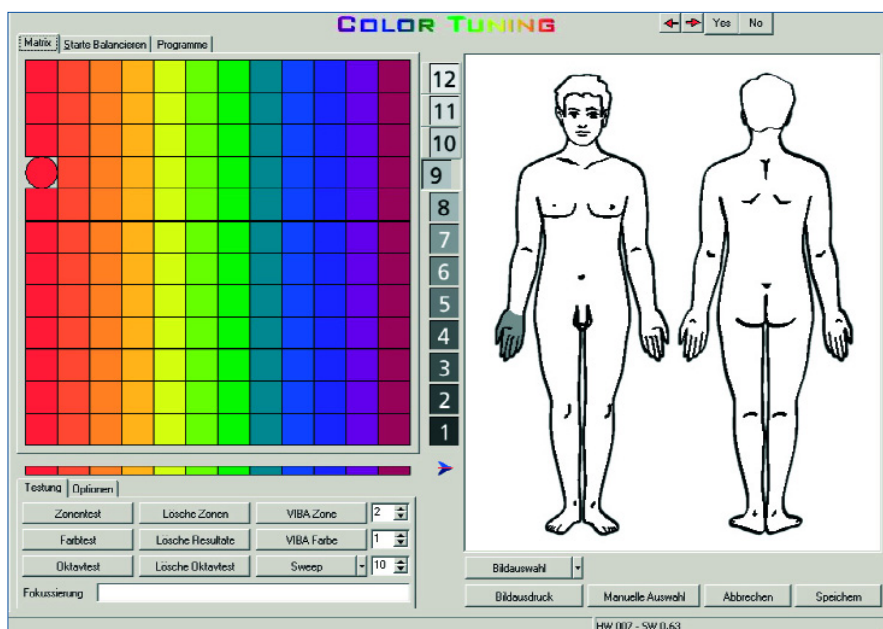 COLOR TUNING
Yes No
Matrix Starte Balancieren Programme
12
11
10
9
8
7
6
5
4
3
2
1
Testung Optionen
Zonentest Lösche Zonen VIBA Zone 2
Farbtest Lösche Resultate VIBA Farbe 1
Oktavtest Lösche Oktavtest Sweep 10
Fokussierung
Bildauswahl
Bildausdruck Manuelle Auswahl Abbrechen Speichern
HW 007 - SW 0.63